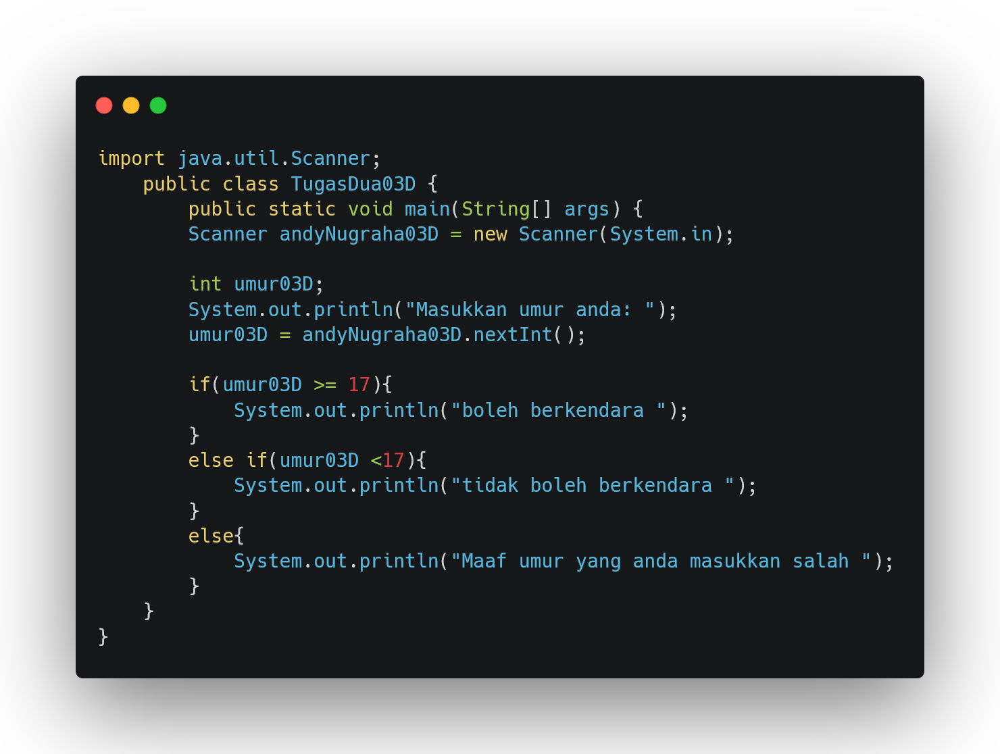 import java.util.Scanner;
    public class TugasDua03D {
        public static void main(String[] args) {
        Scanner andyNugraha03D = new Scanner(System.in);

        int umur03D;
        System.out.println("Masukkan umur anda: ");
        umur03D = andyNugraha03D.nextInt();

        if(umur03D >= 17){
            System.out.println("boleh berkendara ");
        }
        else if(umur03D <17){
            System.out.println("tidak boleh berkendara ");
        }
        else{
            System.out.println("Maaf umur yang anda masukkan salah ");
        }
    }
}